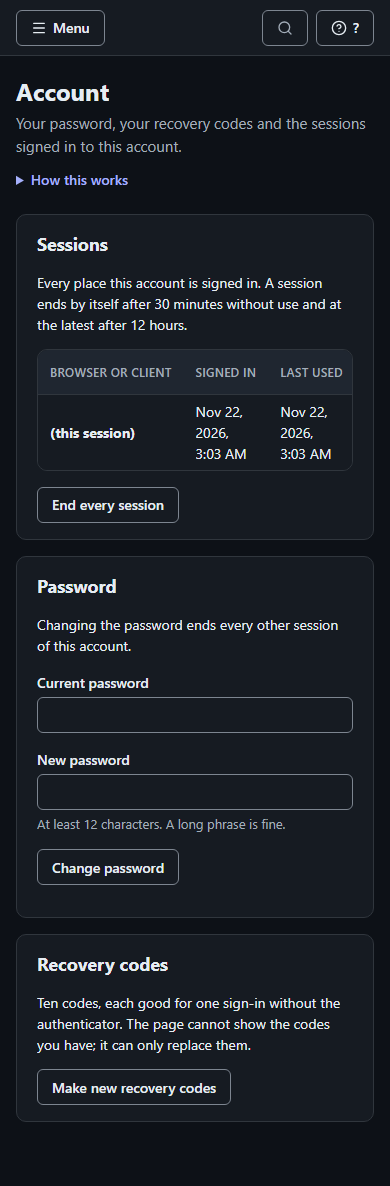 ☰ Menu
?
Account
Your password, your recovery codes and the sessions
signed in to this account.
▶ How this works
Sessions
Every place this account is signed in. A session
ends by itself after 30 minutes without use and at
the latest after 12 hours.
BROWSER OR CLIENT SIGNED IN LAST USED
(this session)
Nov 22,
2026,
3:03 AM
Nov 22,
2026,
3:03 AM
End every session
Password
Changing the password ends every other session
of this account.
Current password
New password
At least 12 characters. A long phrase is fine.
Change password
Recovery codes
Ten codes, each good for one sign-in without the
authenticator. The page cannot show the codes
you have; it can only replace them.
Make new recovery codes